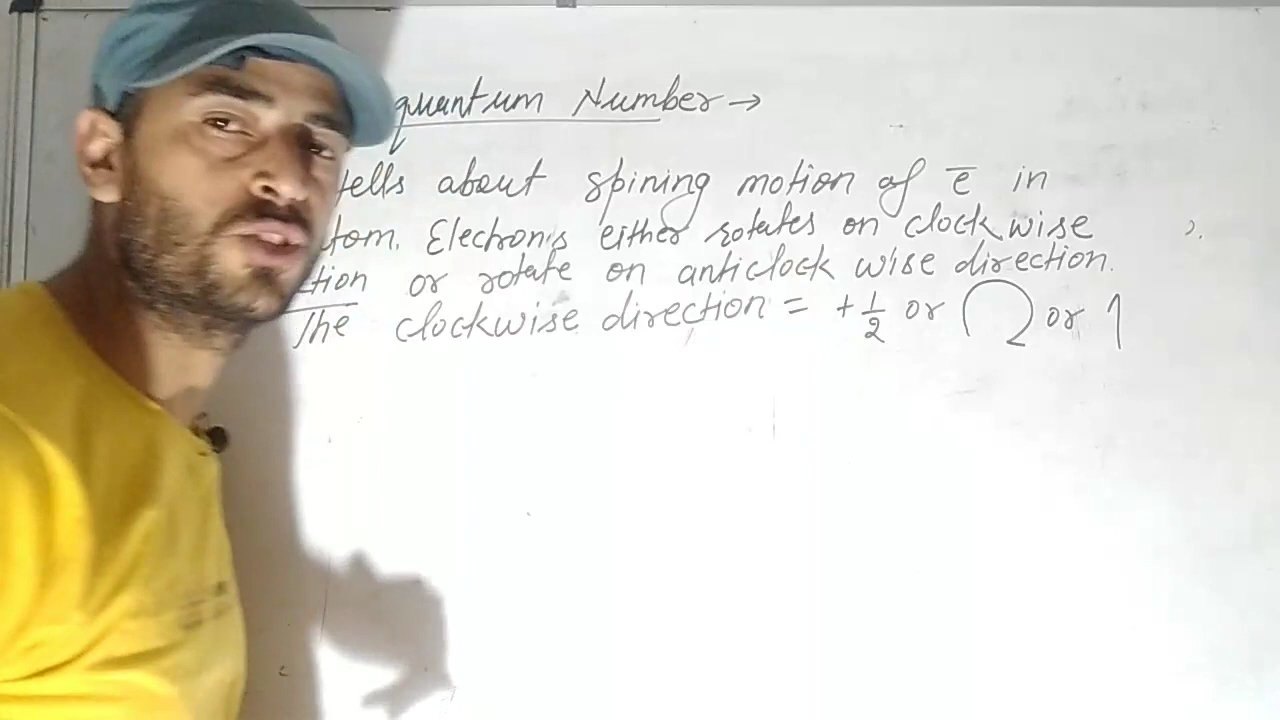 quantum Number →
tells about spining motion of e̅ in
tom. Electrons either rotates on clockwise
tion or rotate on anticlock wise direction.
The clockwise direction = +1/2 or or ↿